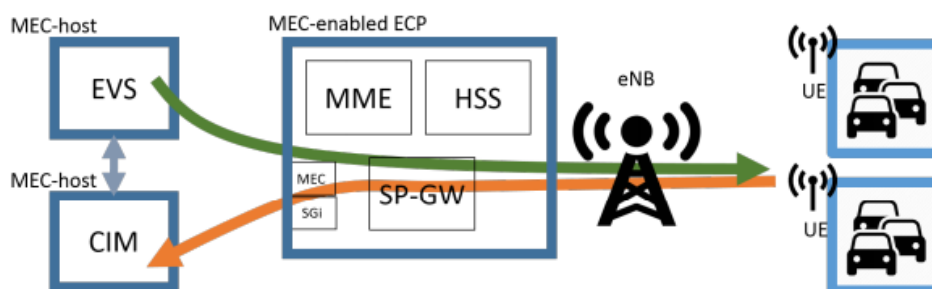 MEC-host
EVS
MEC-host
CIM
MEC-enabled ECP
MME
HSS
MEC
SGi
SP-GW
eNB
UE
UE